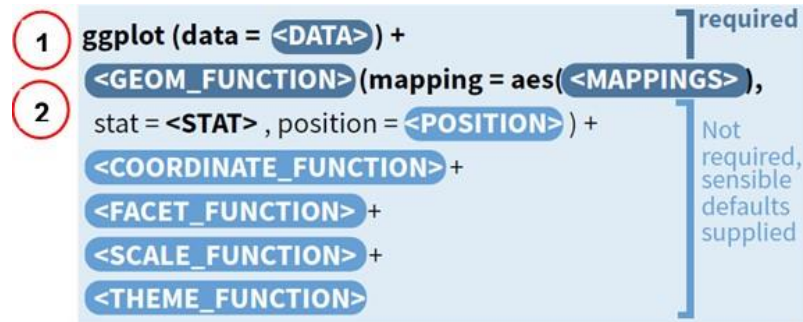 1 ggplot (data = <DATA>) + required
<GEOM_FUNCTION> (mapping = aes( <MAPPINGS> ),
2 stat = <STAT> , position = <POSITION> ) +
<COORDINATE_FUNCTION> +
<FACET_FUNCTION> +
<SCALE_FUNCTION> +
<THEME_FUNCTION>
Not
required,
sensible
defaults
supplied